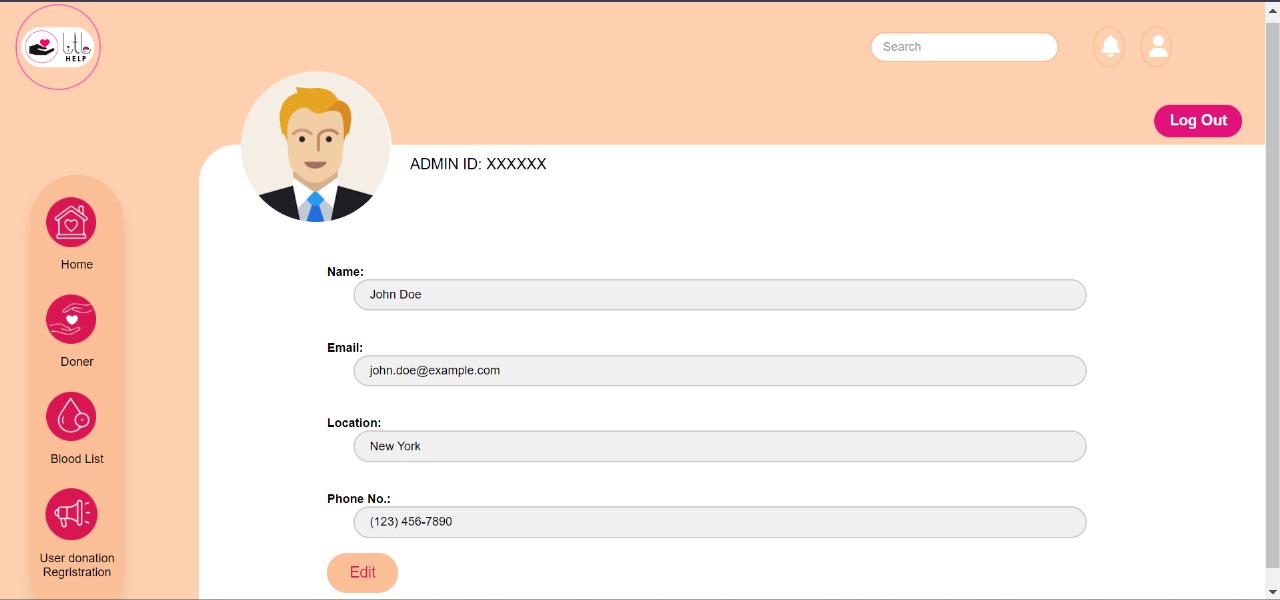 HELP
Search
Log Out
ADMIN ID: XXXXXX
Home
Doner
Blood List
User donation
Regristration
Name:
John Doe
Email:
john.doe@example.com
Location:
New York
Phone No.:
(123) 456-7890
Edit